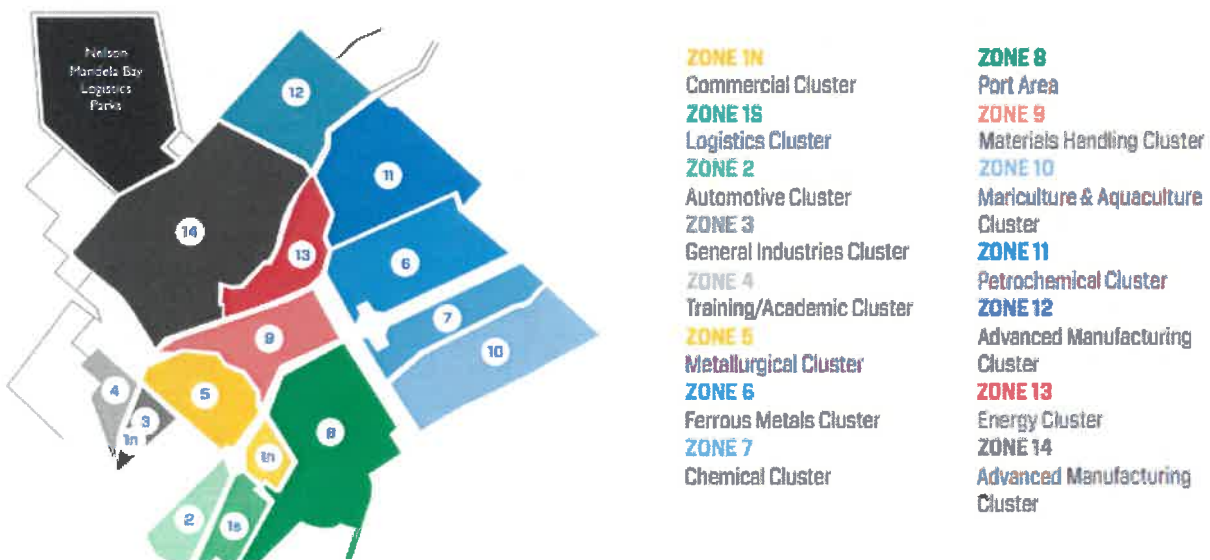 Nelson
Mandela Bay
Logistics
Parks
12
11
14
13
6
7
9
10
4
5
3
1n
8
1n
2
1s
ZONE 1N
Commercial Cluster
ZONE 1S
Logistics Cluster
ZONE 2
Automotive Cluster
ZONE 3
General Industries Cluster
ZONE 4
Training/Academic Cluster
ZONE 5
Metallurgical Cluster
ZONE 6
Ferrous Metals Cluster
ZONE 7
Chemical Cluster
ZONE 8
Port Area
ZONE 9
Materials Handling Cluster
ZONE 10
Mariculture & Aquaculture
Cluster
ZONE 11
Petrochemical Cluster
ZONE 12
Advanced Manufacturing
Cluster
ZONE 13
Energy Cluster
ZONE 14
Advanced Manufacturing
Cluster